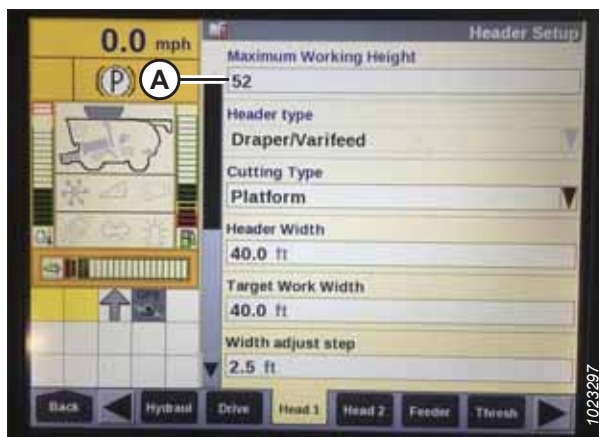 0.0 mph
Header Setup
(P)
A
Maximum Working Height
52
Header type
Draper/Varifeed
Cutting Type
Platform
Header Width
40.0 ft
Target Work Width
40.0 ft
Width adjust step
2.5 ft
Back
Hydraul
Drive
Head 1
Head 2
Feeder
Thresh
1023297